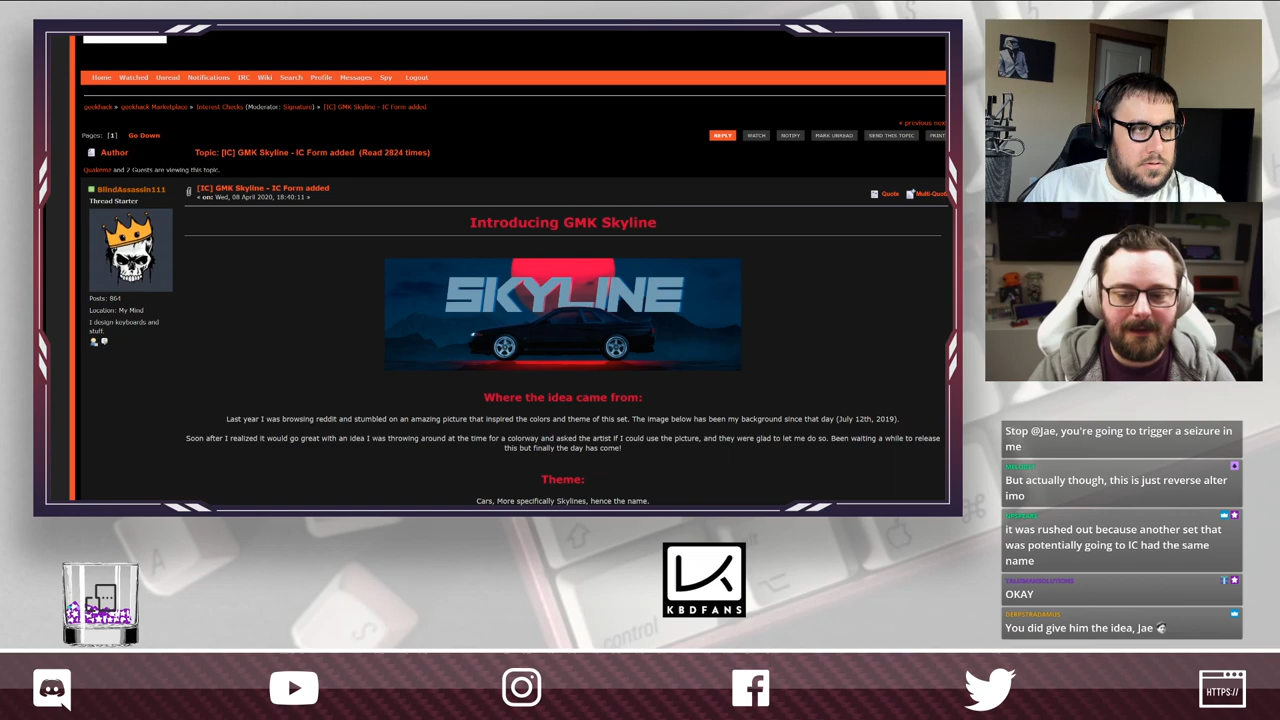 Home Watched Unread Notifications IRC Wiki Search Profile Messages Spy Logout
geekhack » geekhack Marketplace » Interest Checks (Moderator: Signature) » [IC] GMK Skyline - IC Form added
« previous nex
Pages: [1] Go Down
REPLY WATCH NOTIFY MARK UNREAD SEND THIS TOPIC PRINT
Author Topic: [IC] GMK Skyline - IC Form added (Read 2824 times)
Quakemz and 2 Guests are viewing this topic.
BlindAssassin111
Thread Starter
Posts: 864
Location: My Mind
I design keyboards and
stuff.
[IC] GMK Skyline - IC Form added
« on: Wed, 08 April 2020, 18:40:11 »
Quote Multi-Quote
Introducing GMK Skyline
SKYLINE
Where the idea came from:
Last year I was browsing reddit and stumbled on an amazing picture that inspired the colors and theme of this set. The image below has been my background since that day (July 12th, 2019).
Soon after I realized it would go great with an idea I was throwing around at the time for a colorway and asked the artist if I could use the picture, and they were glad to let me do so. Been waiting a while to release
this but finally the day has come!
Theme:
Cars, More specifically Skylines, hence the name.
Stop @Jae, you're going to trigger a seizure in
me
But actually though, this is just reverse alter
imo
it was rushed out because another set that
was potentially going to IC had the same
name
TALISMANSOLUTIONS
OKAY
DERPSTRADAMUS
You did give him the idea, Jae
KBDFANS
control
HTTPS://